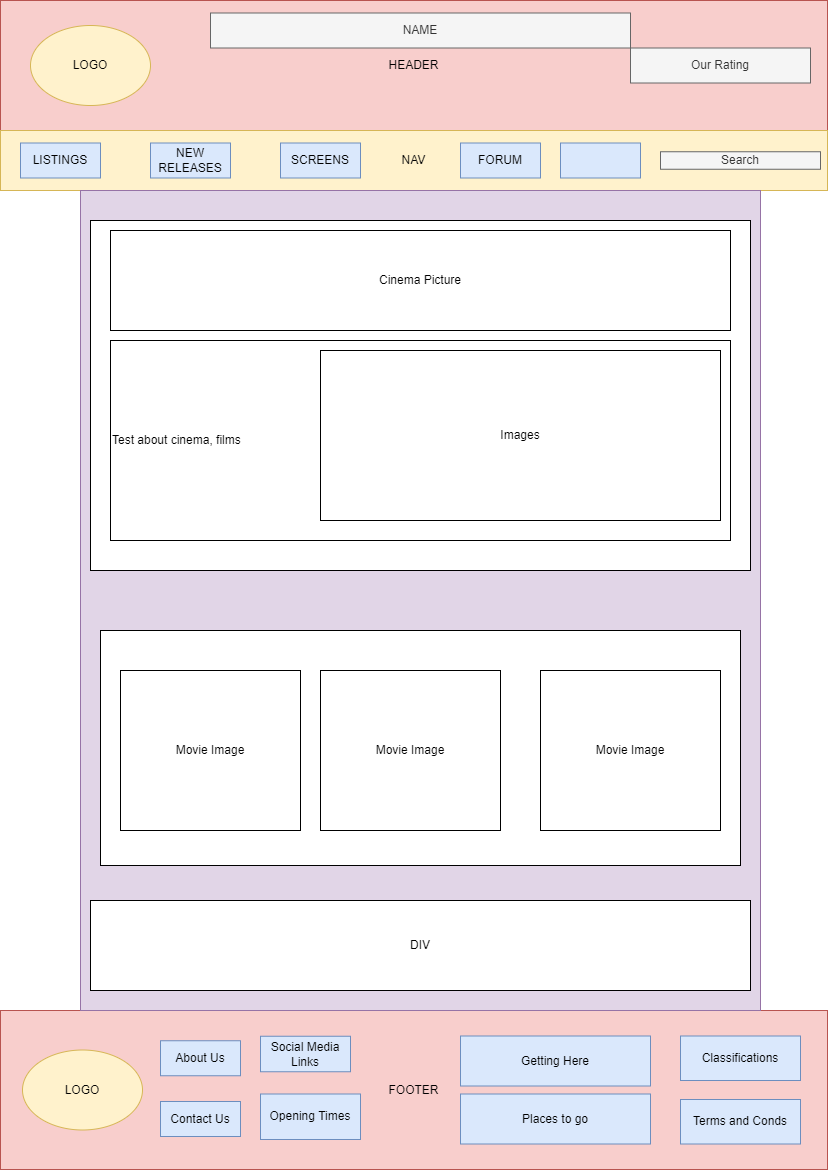 NAME
LOGO
HEADER
Our Rating
LISTINGS
NEW
RELEASES
SCREENS
NAV
FORUM
Search
Cinema Picture
Test about cinema, films
Images
Movie Image
Movie Image
Movie Image
DIV
LOGO
About Us
Contact Us
Social Media
Links
Opening Times
FOOTER
Getting Here
Places to go
Classifications
Terms and Conds